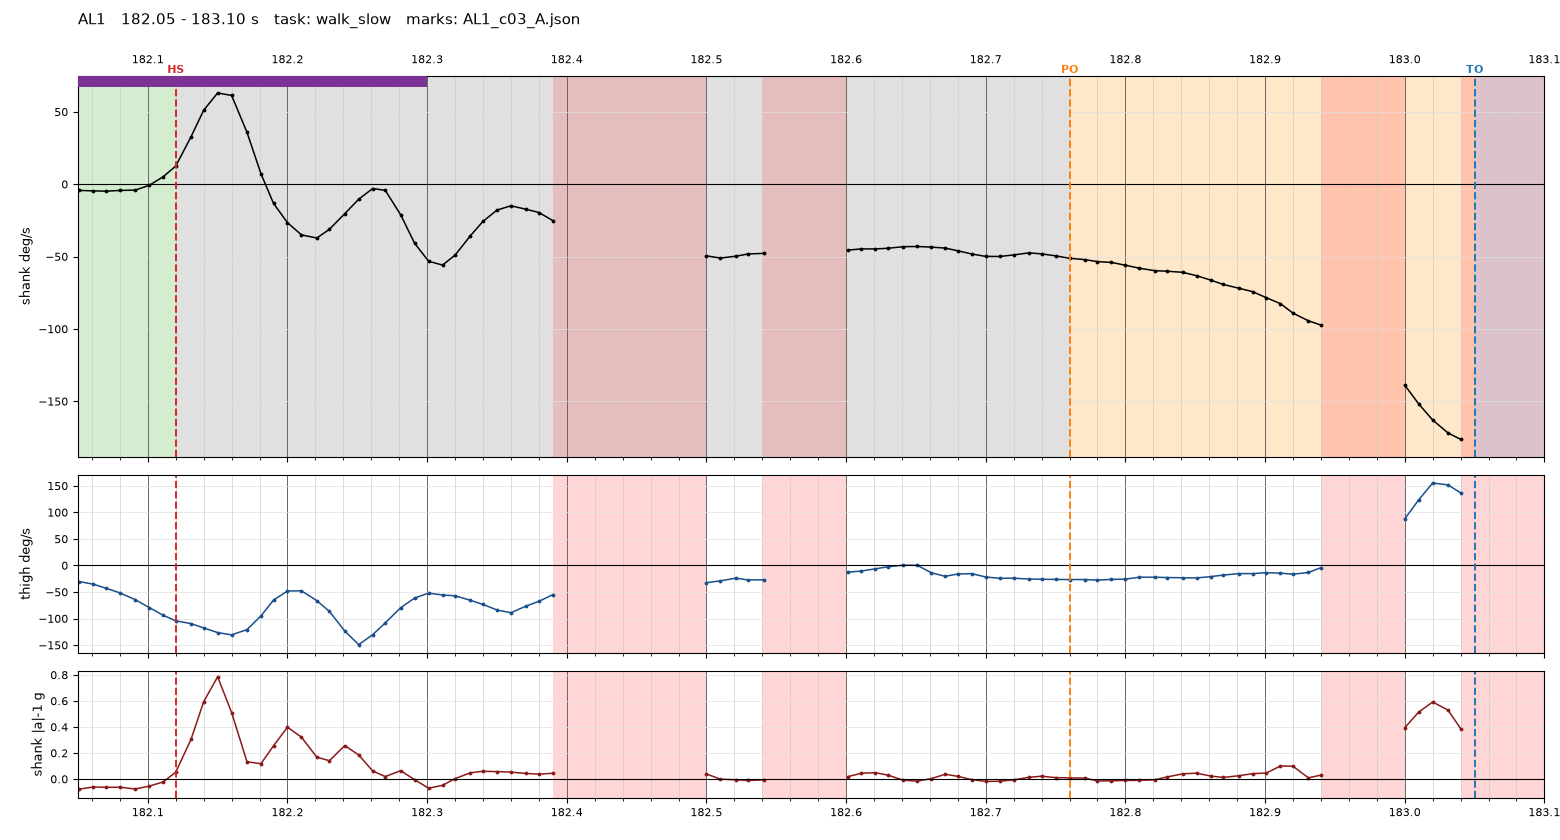 AL1   182.05 - 183.10 s   task: walk_slow   marks: AL1_c03_A.json
182.1 182.2 182.3 182.4 182.5 182.6 182.7 182.8 182.9 183.0 183.1
HS PO TO
50
0
−50
−100
−150
shank deg/s
150
100
50
0
−50
−100
−150
thigh deg/s
0.8
0.6
0.4
0.2
0.0
shank |a|-1 g
182.1 182.2 182.3 182.4 182.5 182.6 182.7 182.8 182.9 183.0 183.1